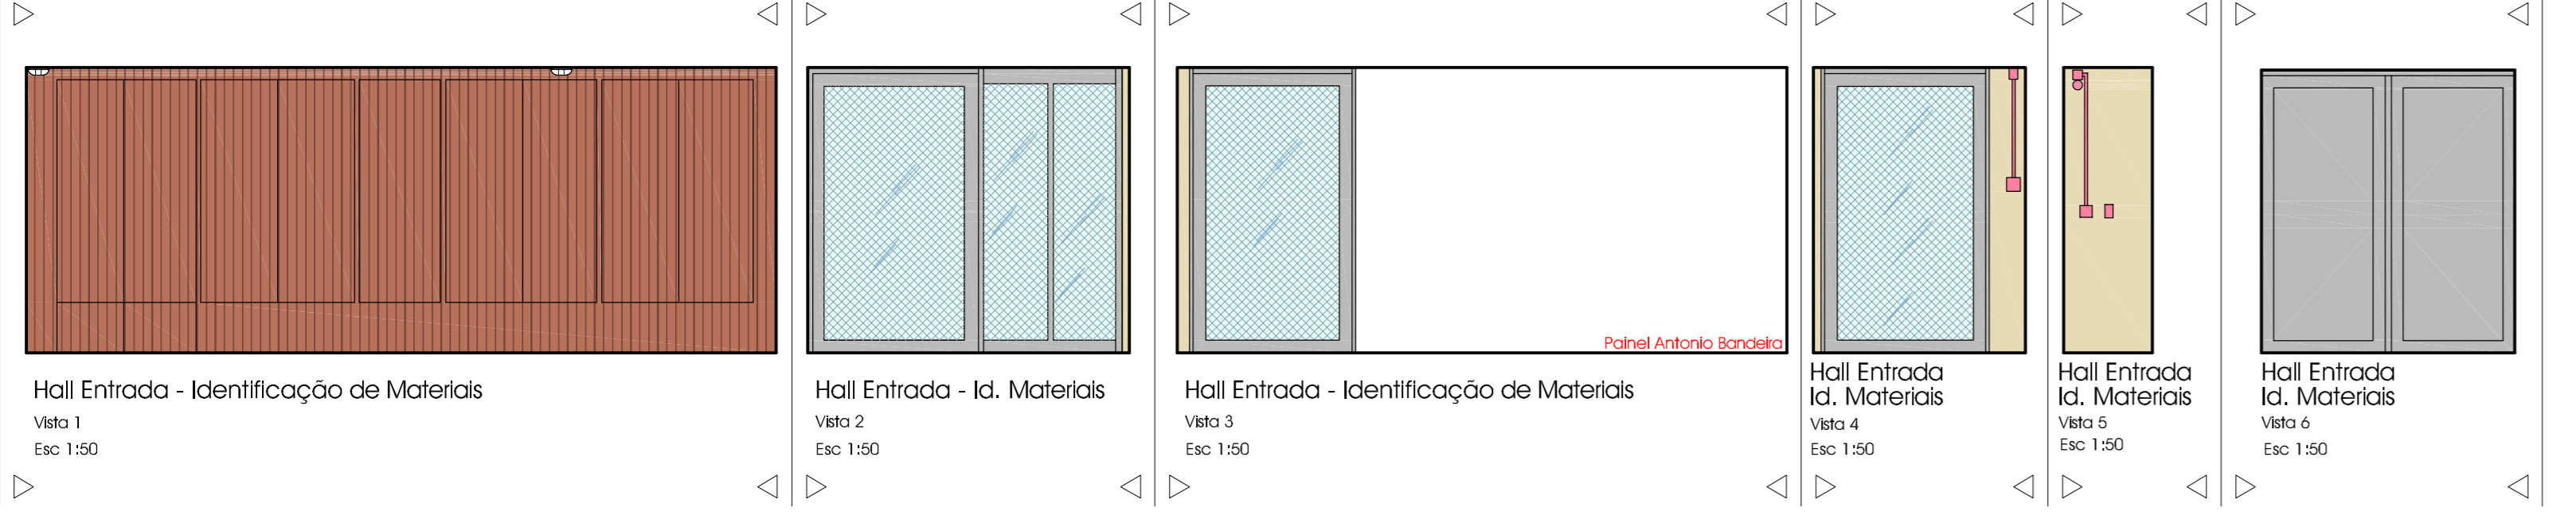 Painel Antonio Bandeira
Hall Entrada - Identificação de Materiais
Vista 1
Esc 1:50
Hall Entrada - Id. Materiais
Vista 2
Esc 1:50
Hall Entrada - Identificação de Materiais
Vista 3
Esc 1:50
Hall Entrada
Id. Materiais
Vista 4
Esc 1:50
Hall Entrada
Id. Materiais
Vista 5
Esc 1:50
Hall Entrada
Id. Materiais
Vista 6
Esc 1:50